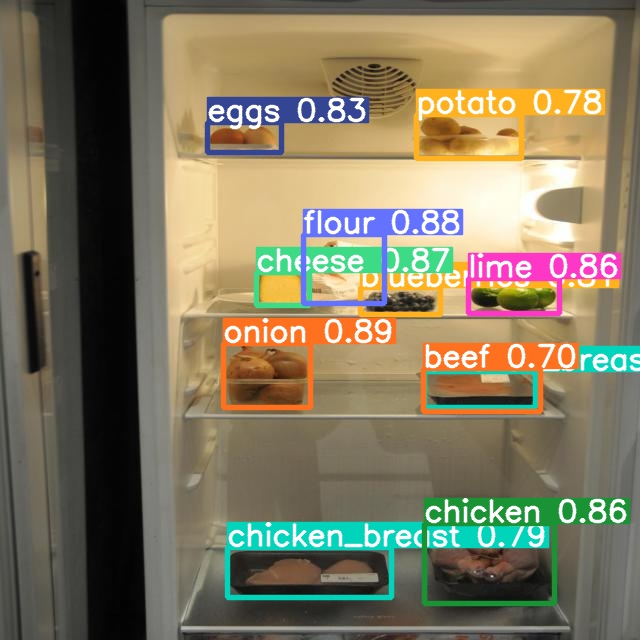 eggs 0.83
potato 0.78
flour 0.88
cheese 0.87
lime 0.86
onion 0.89
beef 0.70
chicken 0.86
chicken_breast 0.79